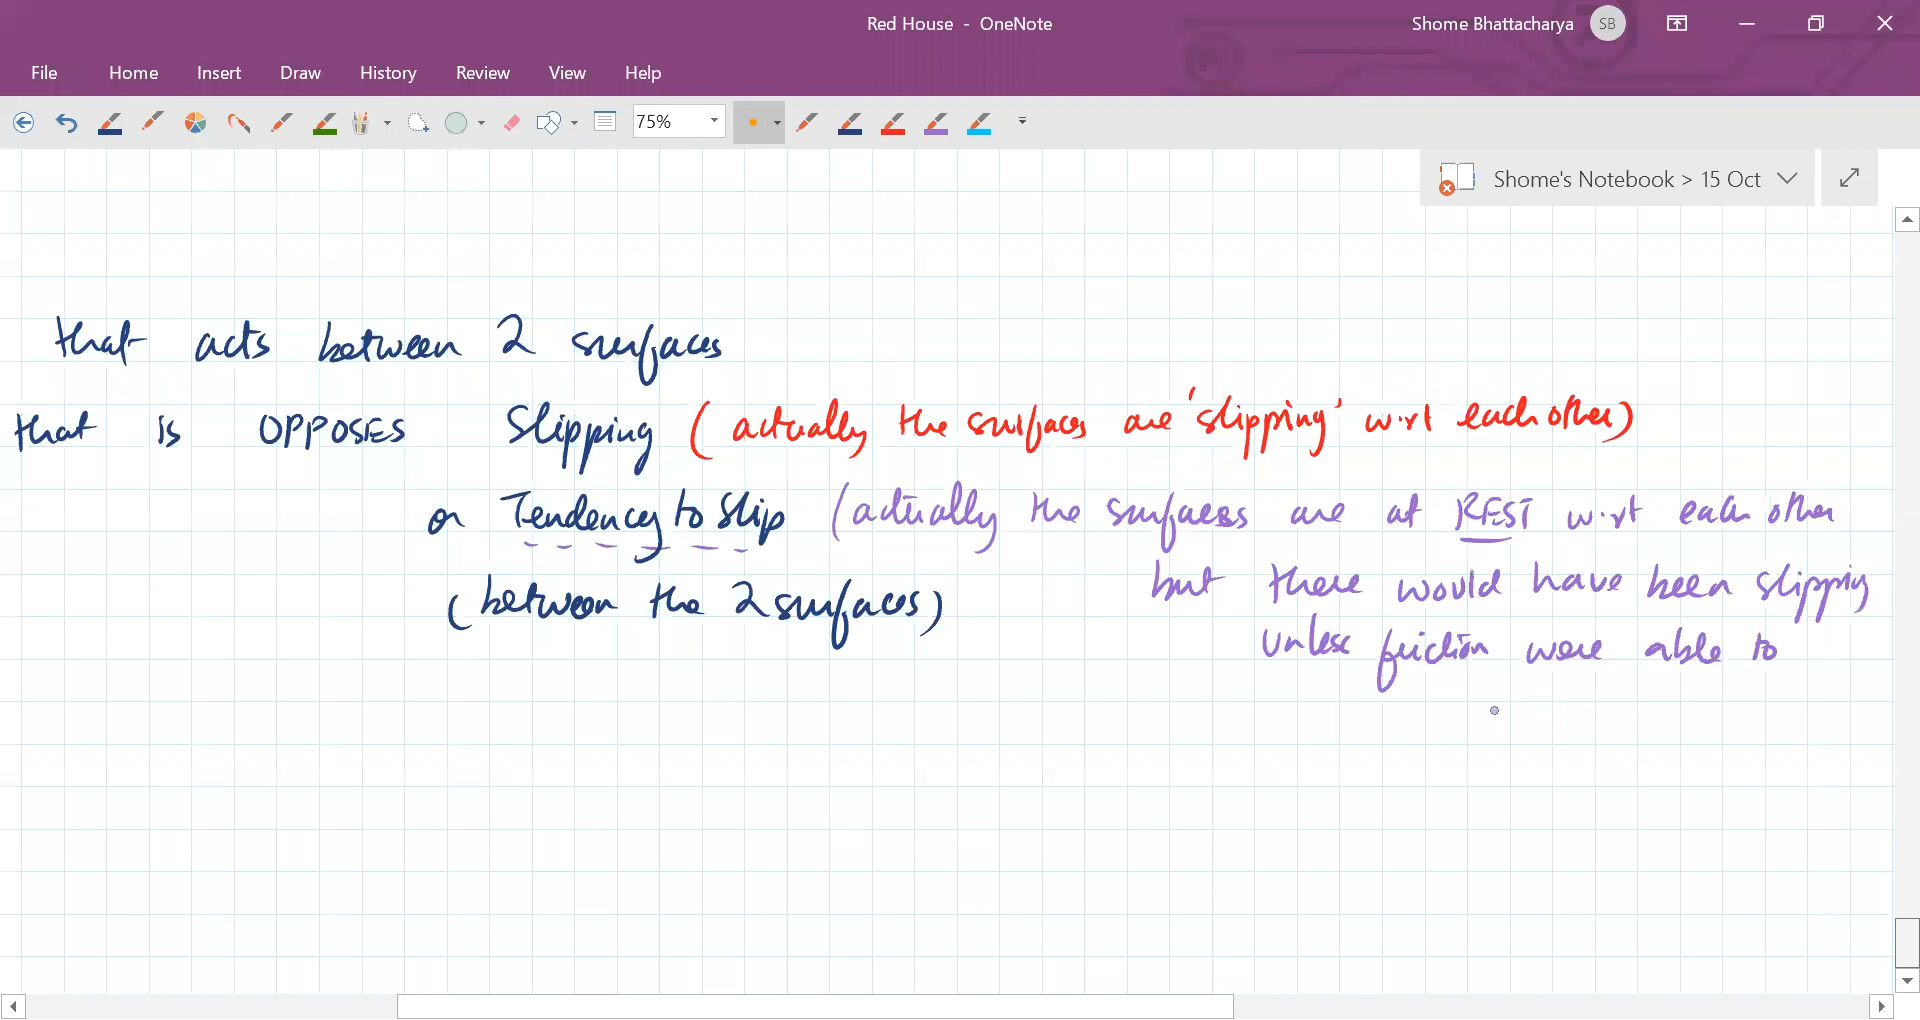 Red House - OneNote
Shome Bhattacharya SB
File Home Insert Draw History Review View Help
75%
Shome's Notebook > 15 Oct
that acts between 2 surfaces
that is OPPOSES Slipping (actually the surfaces are 'slipping' w.r.t each other)
or Tendency to slip (actually the surfaces are at REST w.r.t each other
but there would have been slipping
(between the 2 surfaces)
unless friction were able to